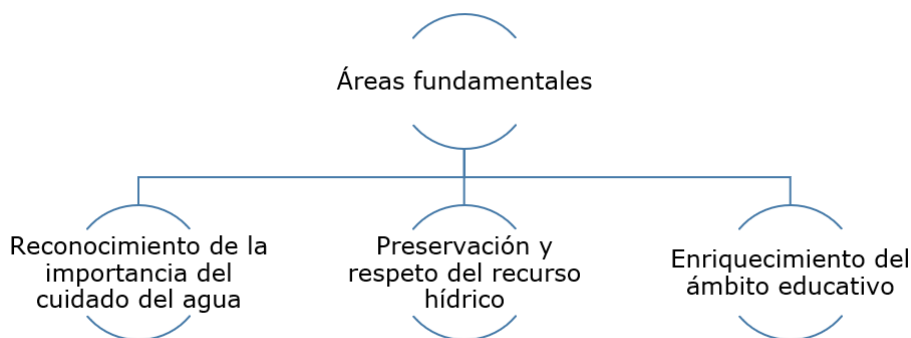 Áreas fundamentales
Reconocimiento de la
importancia del
cuidado del agua
Preservación y
respeto del recurso
hídrico
Enriquecimiento del
ámbito educativo